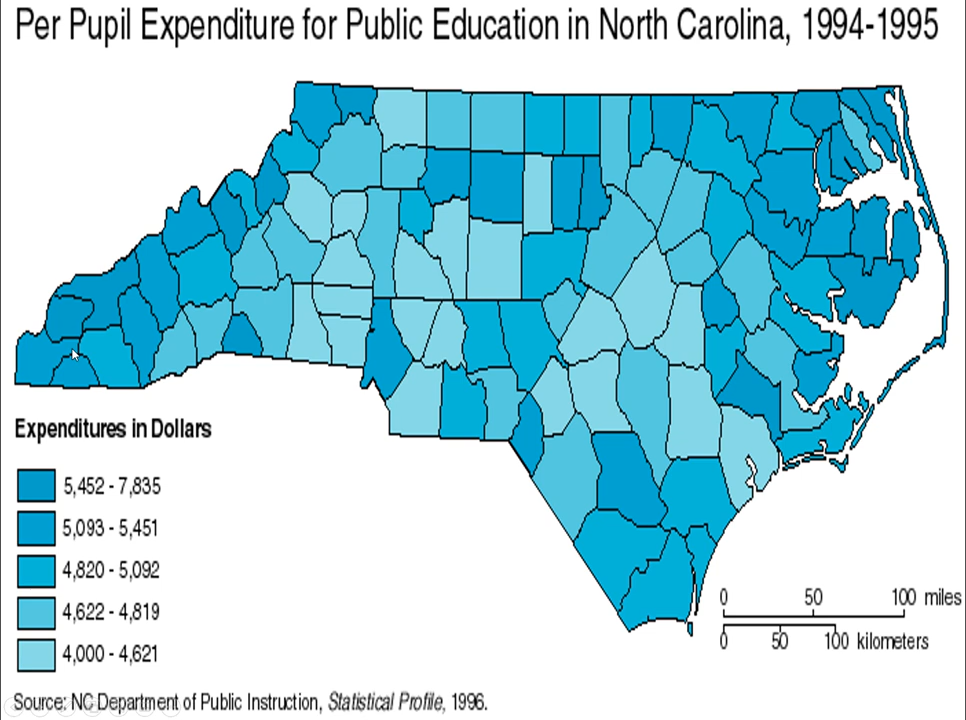 Per Pupil Expenditure for Public Education in North Carolina, 1994-1995
Expenditures in Dollars
5,452 - 7,835
5,093 - 5,451
4,820 - 5,092
4,622 - 4,819
4,000 - 4,621
0 50 100 miles
0 50 100 kilometers
Source: NC Department of Public Instruction, Statistical Profile, 1996.